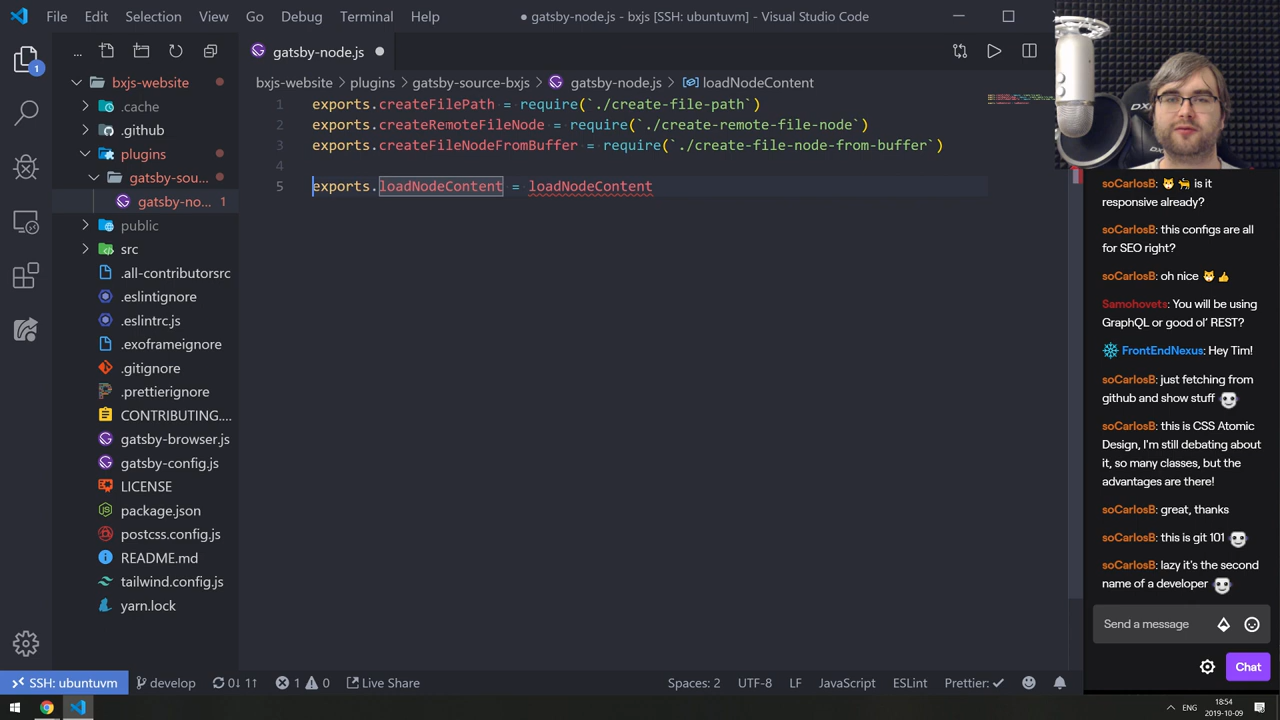 File Edit Selection View Go Debug Terminal Help
● gatsby-node.js - bxjs [SSH: ubuntuvm] - Visual Studio Code
...
gatsby-node.js ●
bxjs-website
bxjs-website > plugins > gatsby-source-bxjs > gatsby-node.js > loadNodeContent
.cache
.github
plugins
gatsby-sou...
gatsby-no... 1
public
src
.all-contributorsrc
.eslintignore
.eslintrc.js
.exoframeignore
.gitignore
.prettierignore
CONTRIBUTING....
gatsby-browser.js
gatsby-config.js
LICENSE
package.json
postcss.config.js
README.md
tailwind.config.js
yarn.lock
1
1 exports.createFilePath = require(`./create-file-path`)
2 exports.createRemoteFileNode = require(`./create-remote-file-node`)
3 exports.createFileNodeFromBuffer = require(`./create-file-node-from-buffer`)
4
5 exports.loadNodeContent = loadNodeContent
soCarlosB: is it
responsive already?
soCarlosB: this configs are all
for SEO right?
soCarlosB: oh nice
Samohovets: You will be using
GraphQL or good ol’ REST?
FrontEndNexus: Hey Tim!
soCarlosB: just fetching from
github and show stuff
soCarlosB: this is CSS Atomic
Design, I'm still debating about
it, so many classes, but the
advantages are there!
soCarlosB: great, thanks
soCarlosB: this is git 101
soCarlosB: lazy it's the second
name of a developer
Send a message
Chat
SSH: ubuntuvm develop 0↓ 1↑ 1 0 Live Share Spaces: 2 UTF-8 LF JavaScript ESLint Prettier: ✓
ENG 18:54
2019-10-09